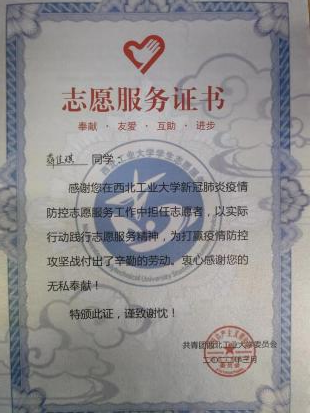 志愿服务证书
奉献 · 友爱 · 互助 · 进步
同学：
感谢您在西北工业大学新冠肺炎疫情
防控志愿服务工作中担任志愿者，以实际
行动践行志愿服务精神，为打赢疫情防控
攻坚战付出了辛勤的劳动。衷心感谢您的
无私奉献！
特颁此证，谨致谢忱！
共青团西北工业大学委员会